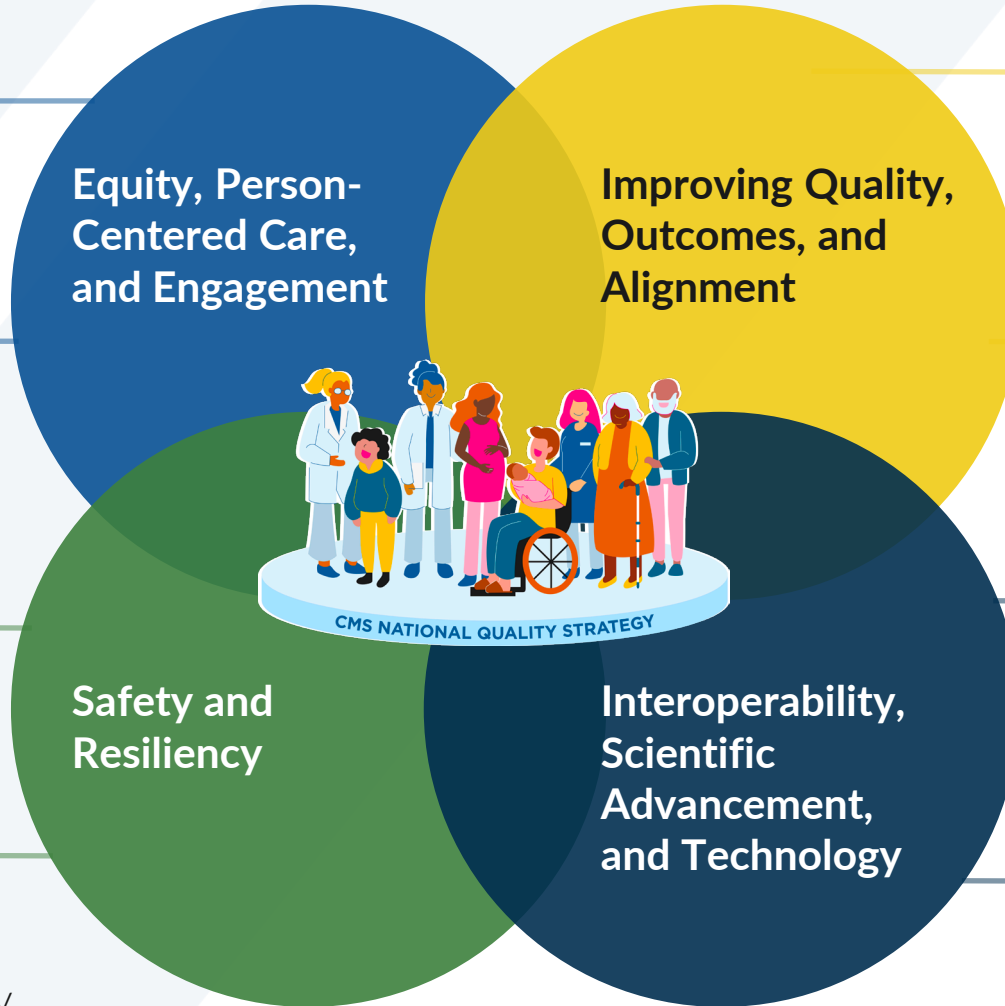 Equity, Person-
Centered Care,
and Engagement
Improving Quality,
Outcomes, and
Alignment
CMS NATIONAL QUALITY STRATEGY
Safety and
Resiliency
Interoperability,
Scientific
Advancement,
and Technology
/